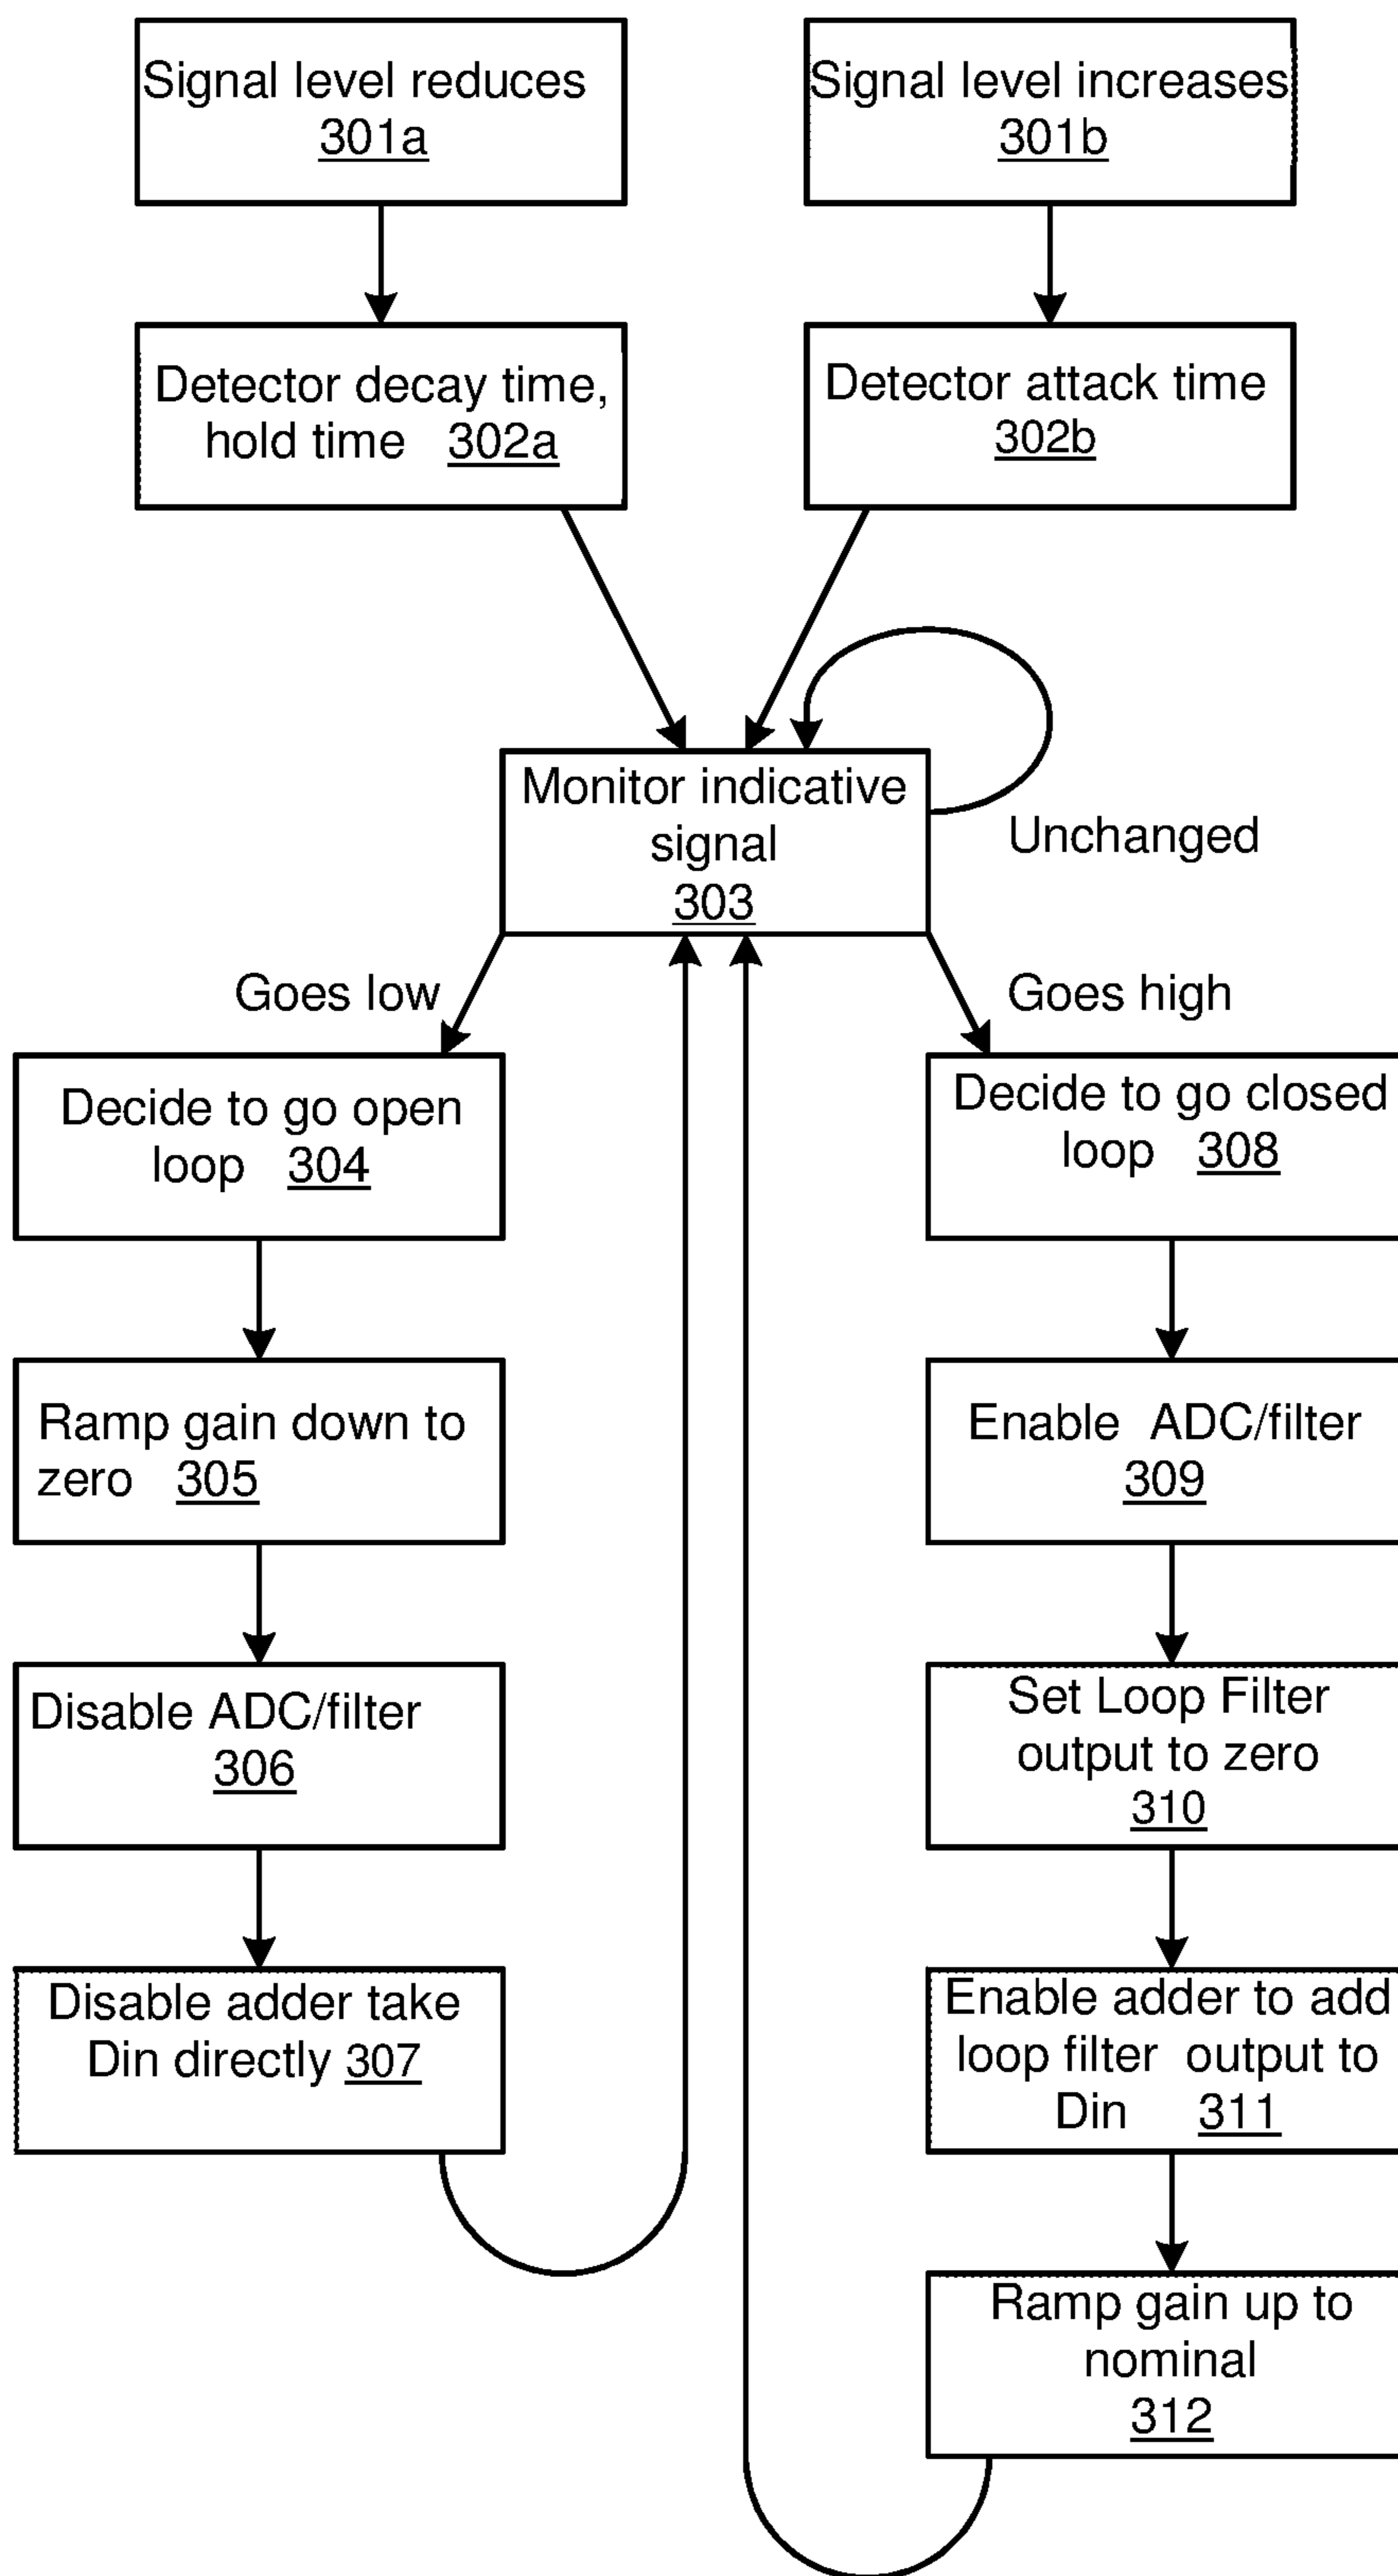 Signal level reduces
301a
Signal level increases
301b
Detector decay time,
hold time 302a
Detector attack time
302b
Monitor indicative
signal
303
Unchanged
Goes low
Goes high
Decide to go open
loop 304
Decide to go closed
loop 308
Ramp gain down to
zero 305
Enable ADC/filter
309
Disable ADC/filter
306
Set Loop Filter
output to zero
310
Disable adder take
Din directly 307
Enable adder to add
loop filter output to
Din 311
Ramp gain up to
nominal
312